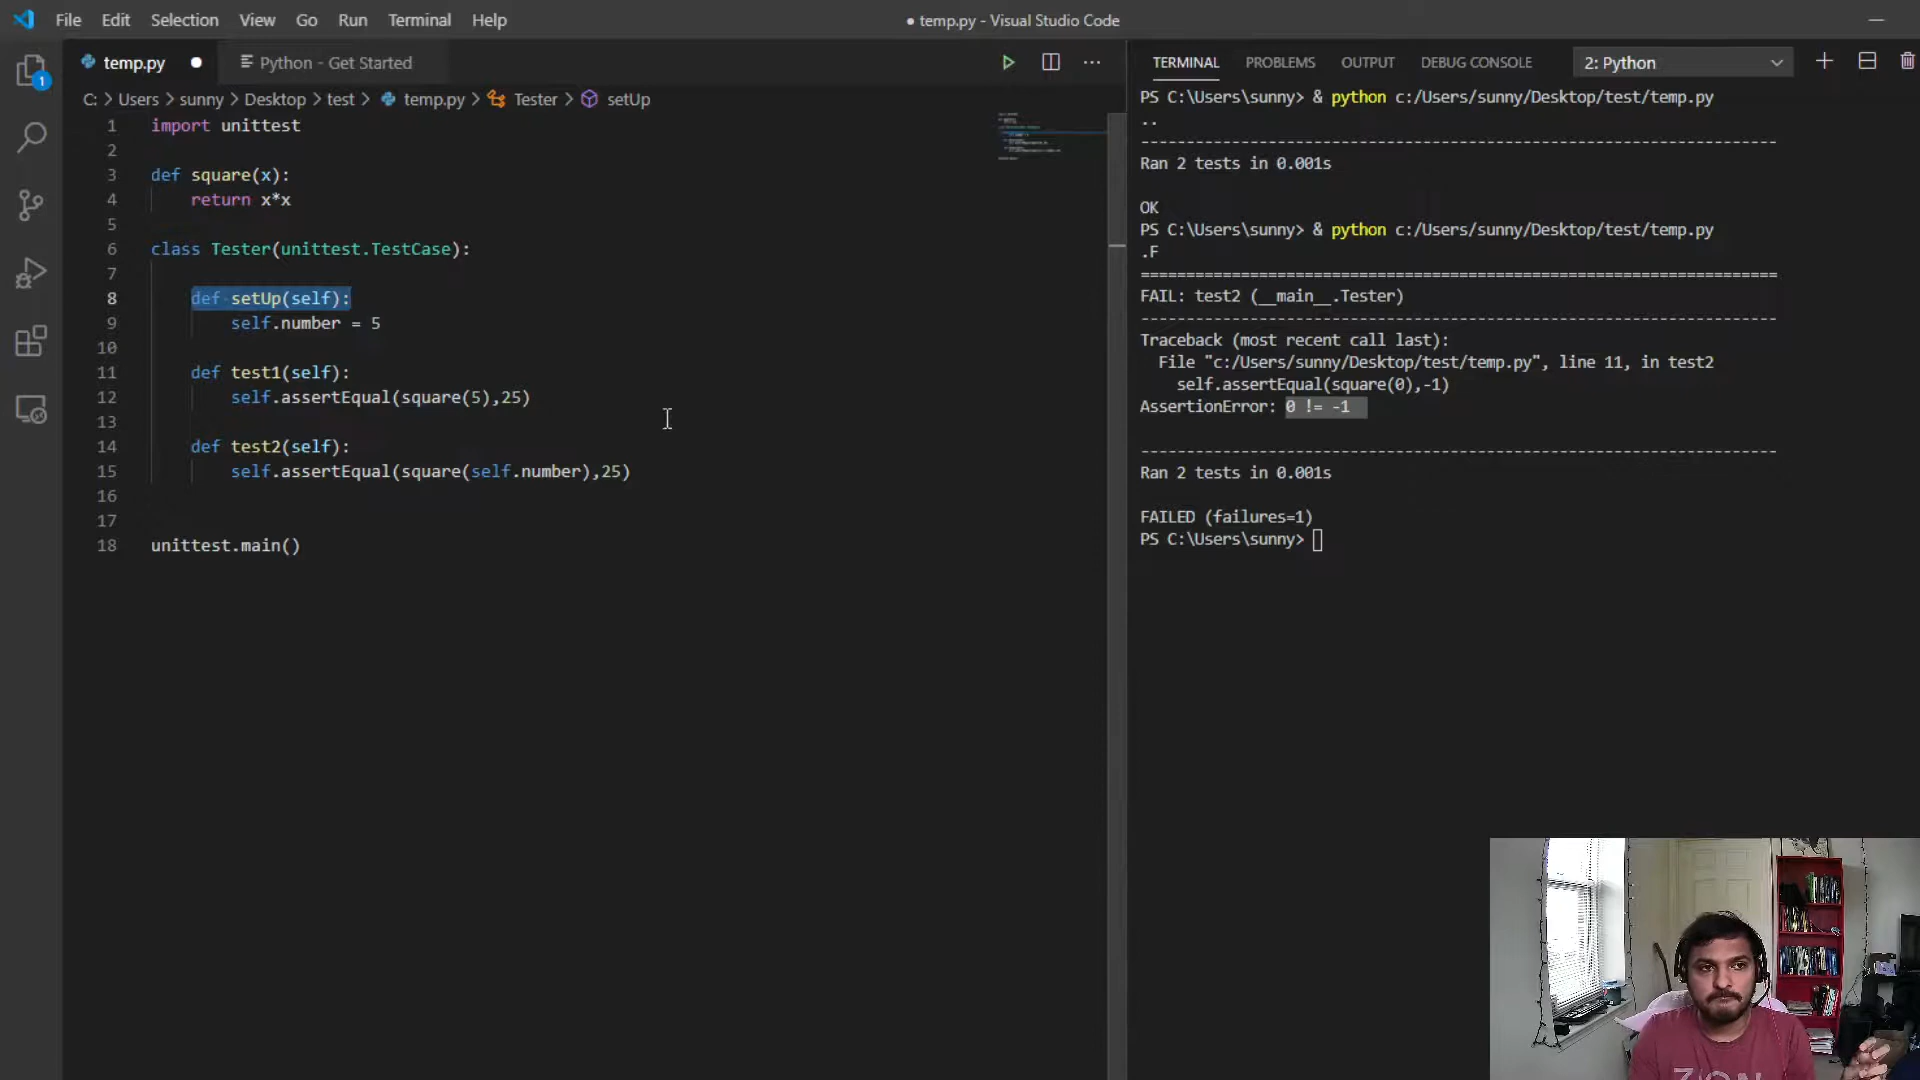 File Edit Selection View Go Run Terminal Help
● temp.py - Visual Studio Code
1
temp.py
Python - Get Started
C: > Users > sunny > Desktop > test > temp.py > Tester > setUp
1 import unittest
2
3 def square(x):
4 return x*x
5
6 class Tester(unittest.TestCase):
7
8 def setUp(self):
9 self.number = 5
10
11 def test1(self):
12 self.assertEqual(square(5),25)
13
14 def test2(self):
15 self.assertEqual(square(self.number),25)
16
17
18 unittest.main()
TERMINAL PROBLEMS OUTPUT DEBUG CONSOLE
2: Python
PS C:\Users\sunny> & python c:/Users/sunny/Desktop/test/temp.py
..
----------------------------------------------------------------------
Ran 2 tests in 0.001s
OK
PS C:\Users\sunny> & python c:/Users/sunny/Desktop/test/temp.py
.F
======================================================================
FAIL: test2 (__main__.Tester)
----------------------------------------------------------------------
Traceback (most recent call last):
File "c:/Users/sunny/Desktop/test/temp.py", line 11, in test2
self.assertEqual(square(0),-1)
AssertionError: 0 != -1
----------------------------------------------------------------------
Ran 2 tests in 0.001s
FAILED (failures=1)
PS C:\Users\sunny>
ZION